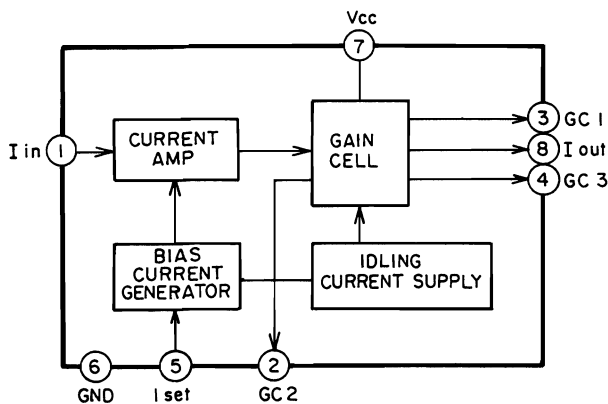 Vcc
7
3 GC 1
I in 1
CURRENT
AMP
GAIN
CELL
8 I out
4 GC 3
BIAS
CURRENT
GENERATOR
IDLING
CURRENT SUPPLY
6
5
2
GND
I set
GC 2